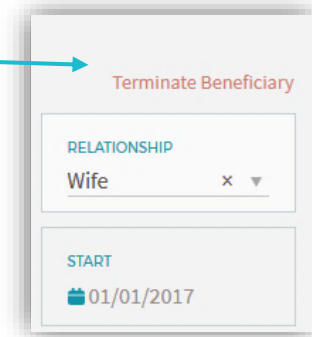 Terminate Beneficiary
RELATIONSHIP
Wife
START
01/01/2017